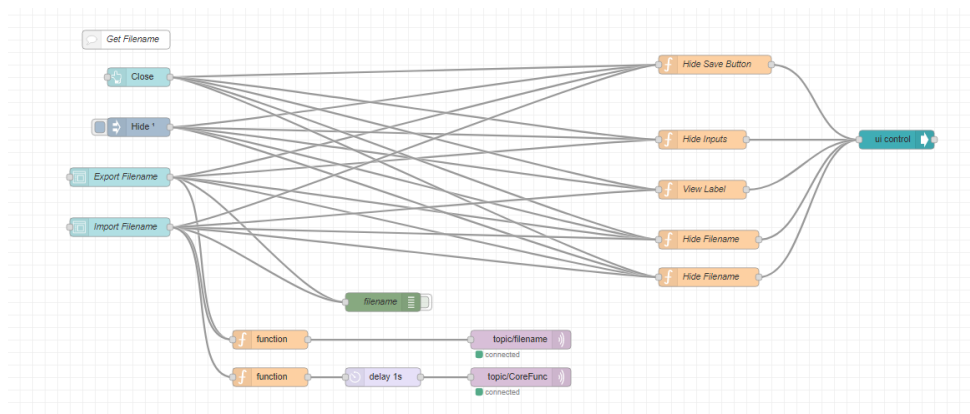 Get Filename
Close
Hide Save Button
Hide ¹
Hide Inputs
ui control
Export Filename
View Label
Import Filename
Hide Filename
Hide Filename
filename
function
topic/filename
connected
function
delay 1s
topic/CoreFunc
connected